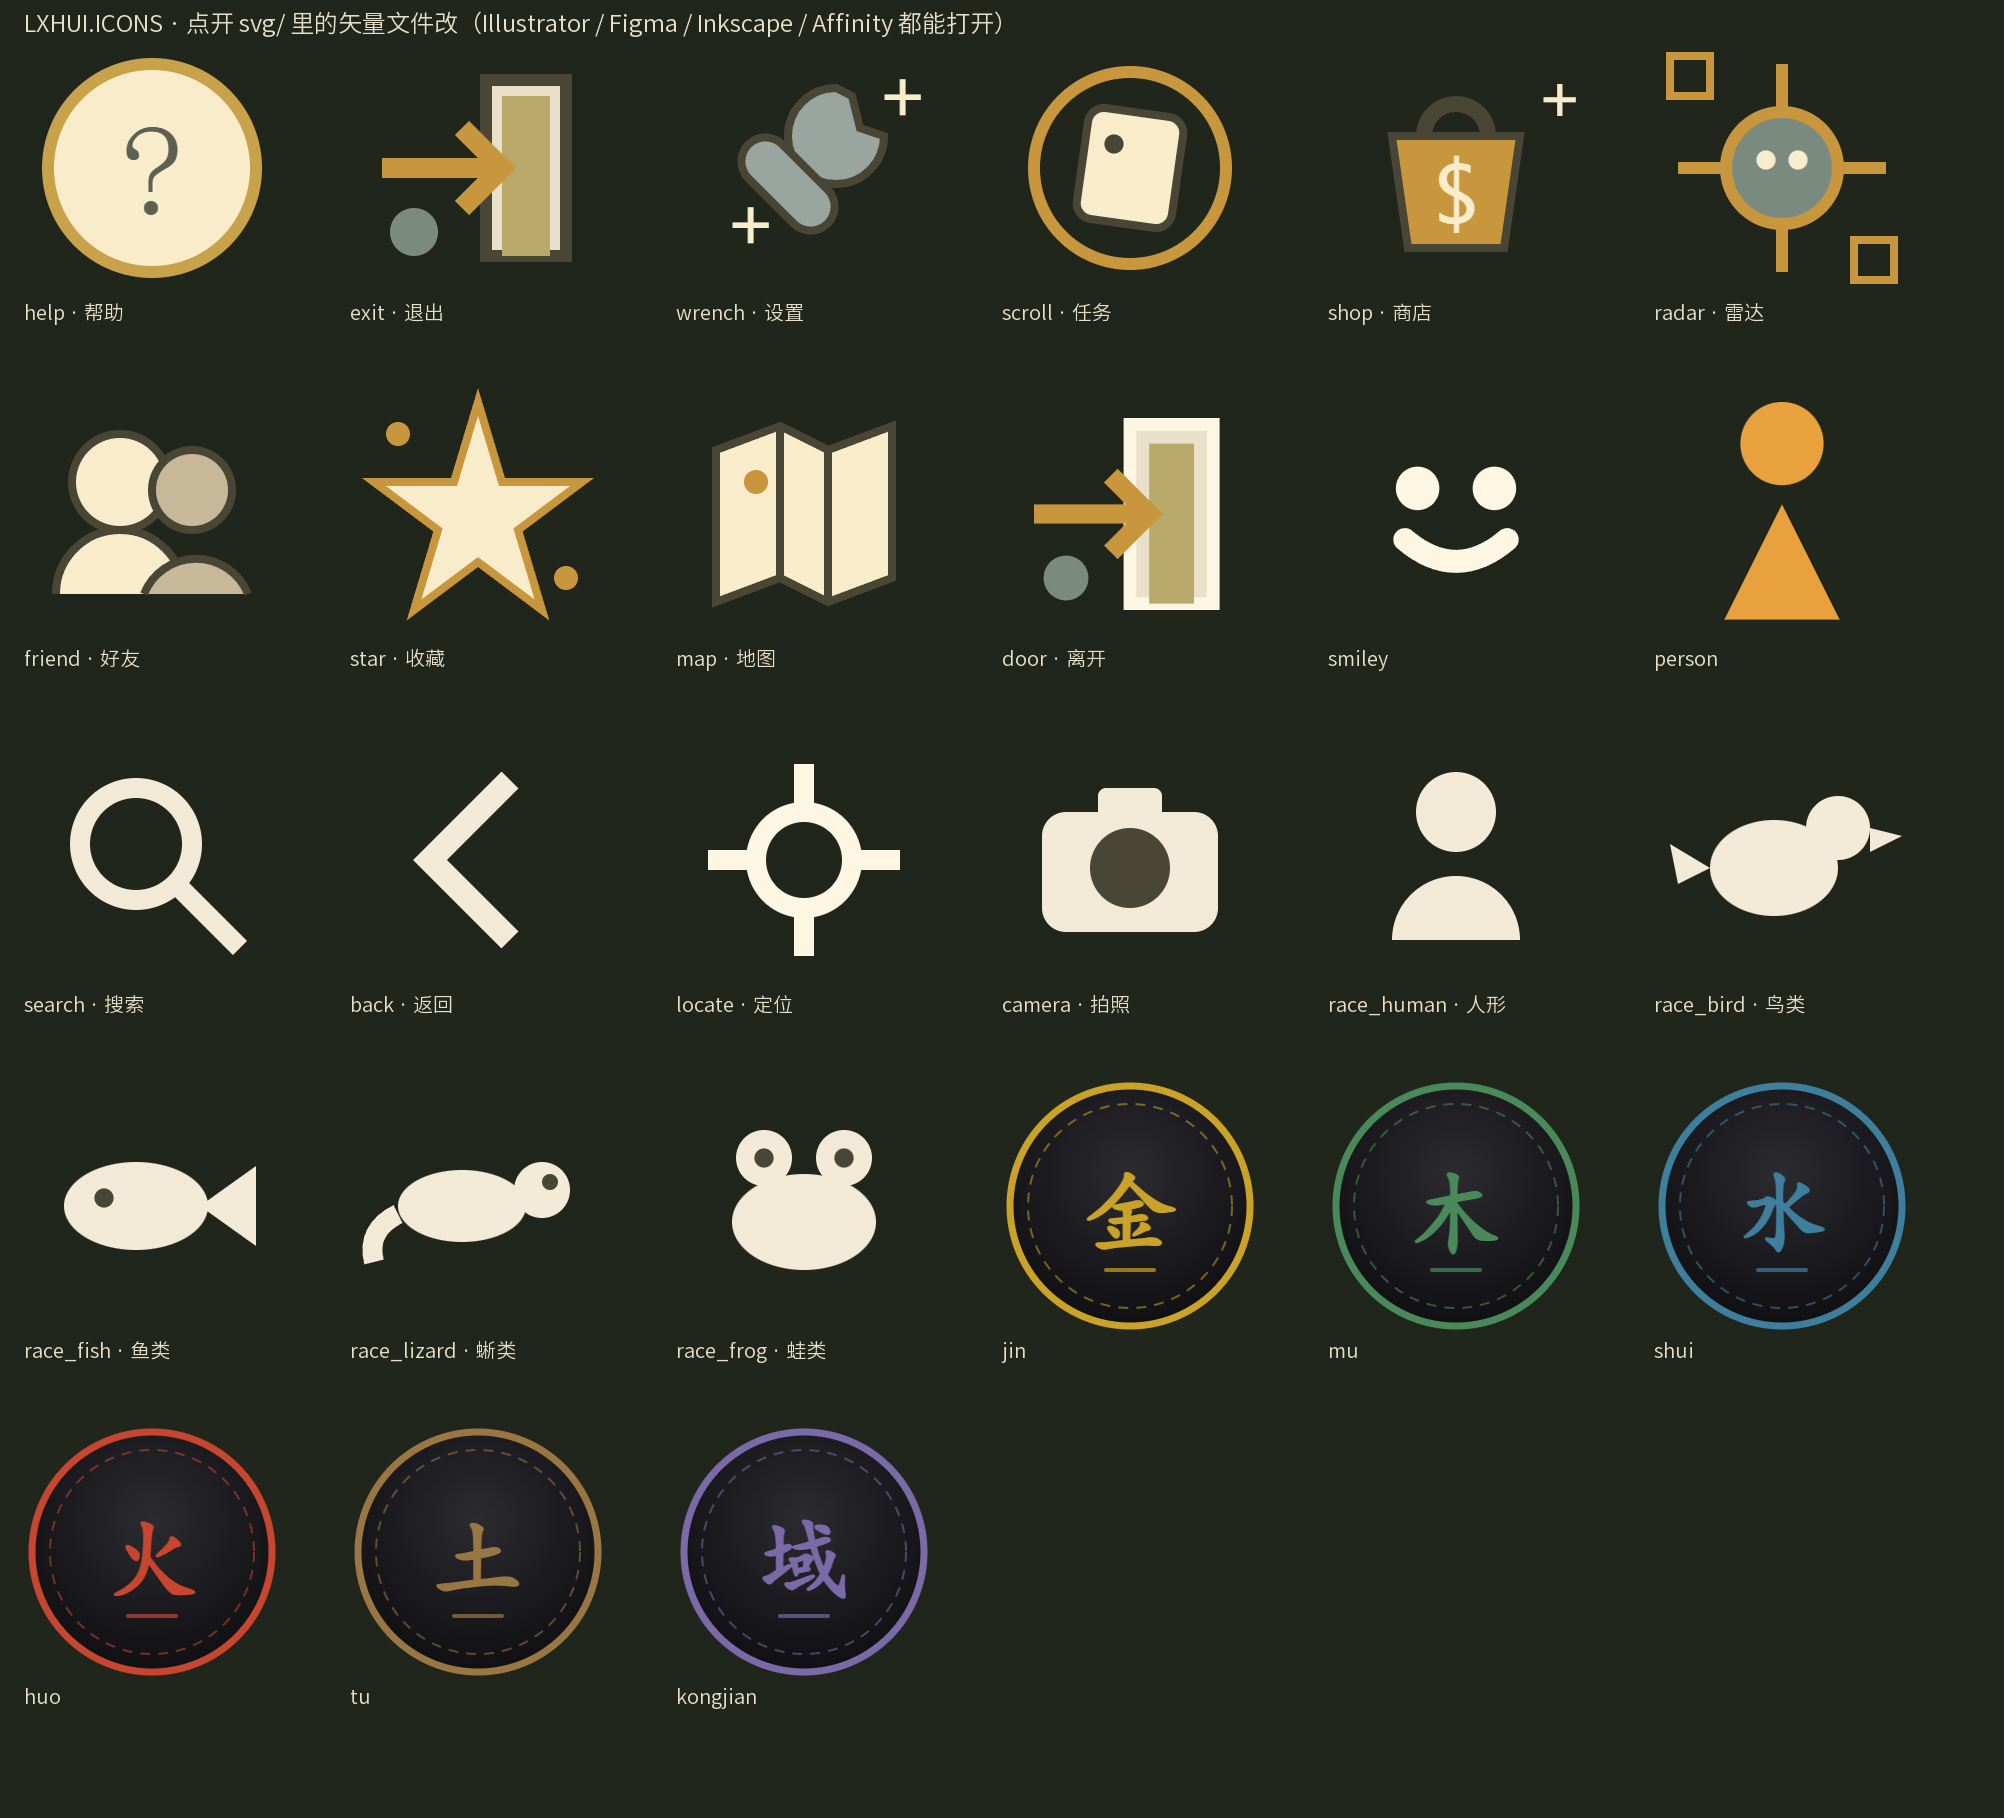 LXHUI.ICONS · 点开 svg/ 里的矢量文件改（Illustrator / Figma / Inkscape / Affinity 都能打开）
?
$
help · 帮助
exit · 退出
wrench · 设置
scroll · 任务
shop · 商店
radar · 雷达
friend · 好友
star · 收藏
map · 地图
door · 离开
smiley
person
search · 搜索
back · 返回
locate · 定位
camera · 拍照
race_human · 人形
race_bird · 鸟类
金
木
水
race_fish · 鱼类
race_lizard · 蜥类
race_frog · 蛙类
jin
mu
shui
火
土
域
huo
tu
kongjian